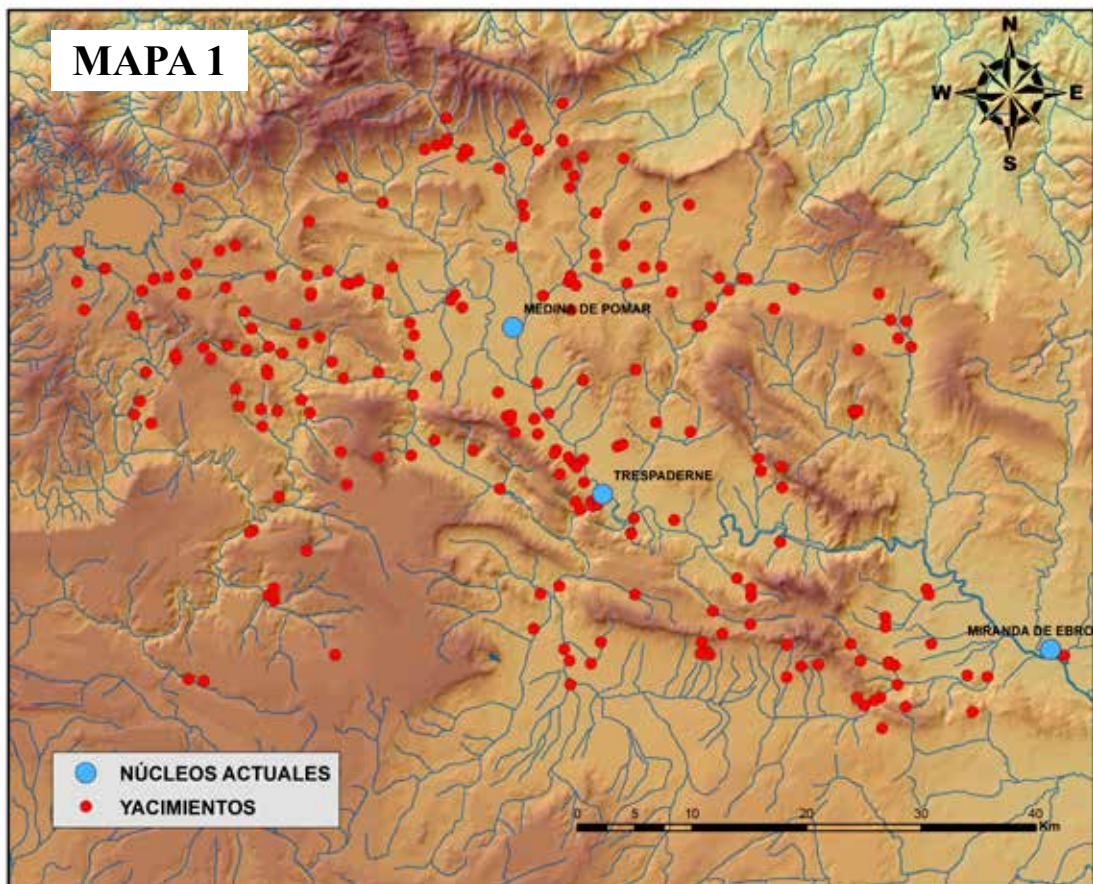 MAPA 1
N
W
E
S
MEDINA DE POMAR
TRESPADERNE
MIRANDA DE EBRO
NÚCLEOS ACTUALES
YACIMIENTOS
0 5 10 20 30 40
Km